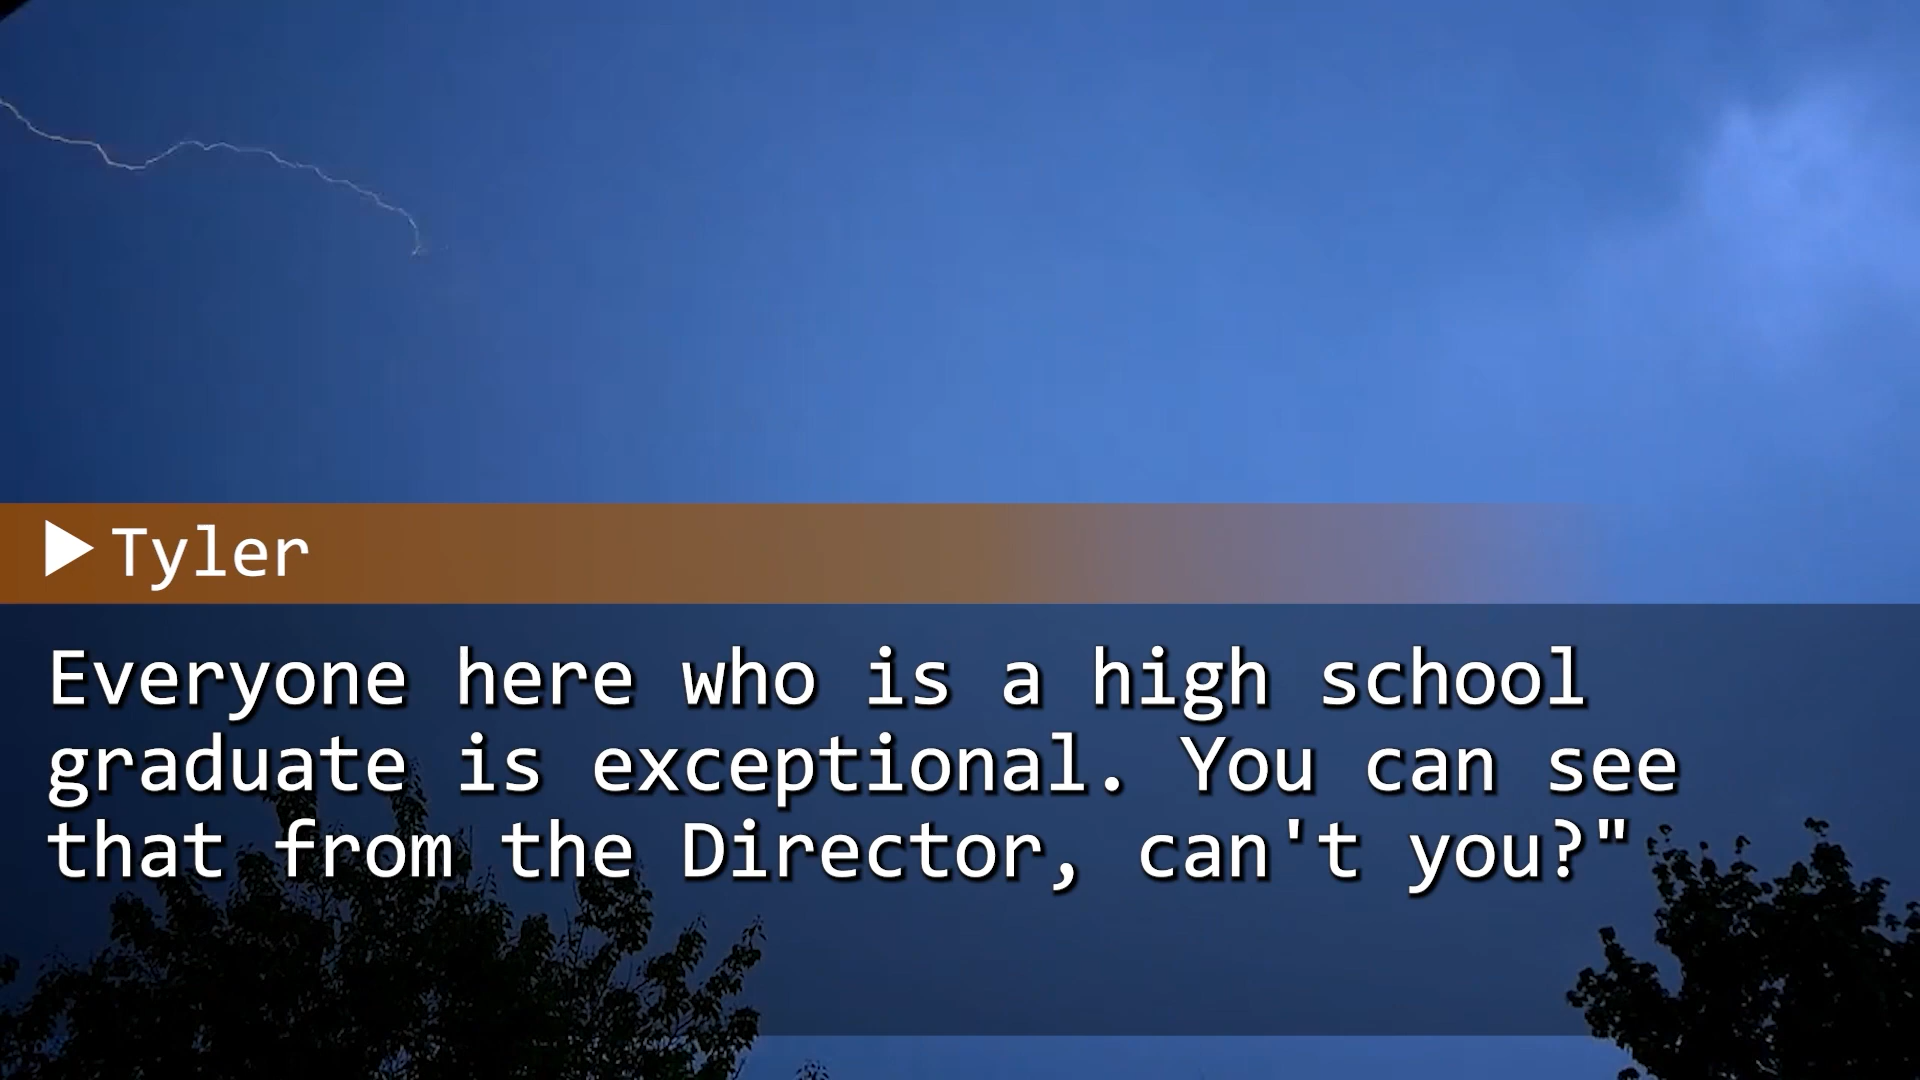 Tyler
Everyone here who is a high school
graduate is exceptional. You can see
that from the Director, can't you?"